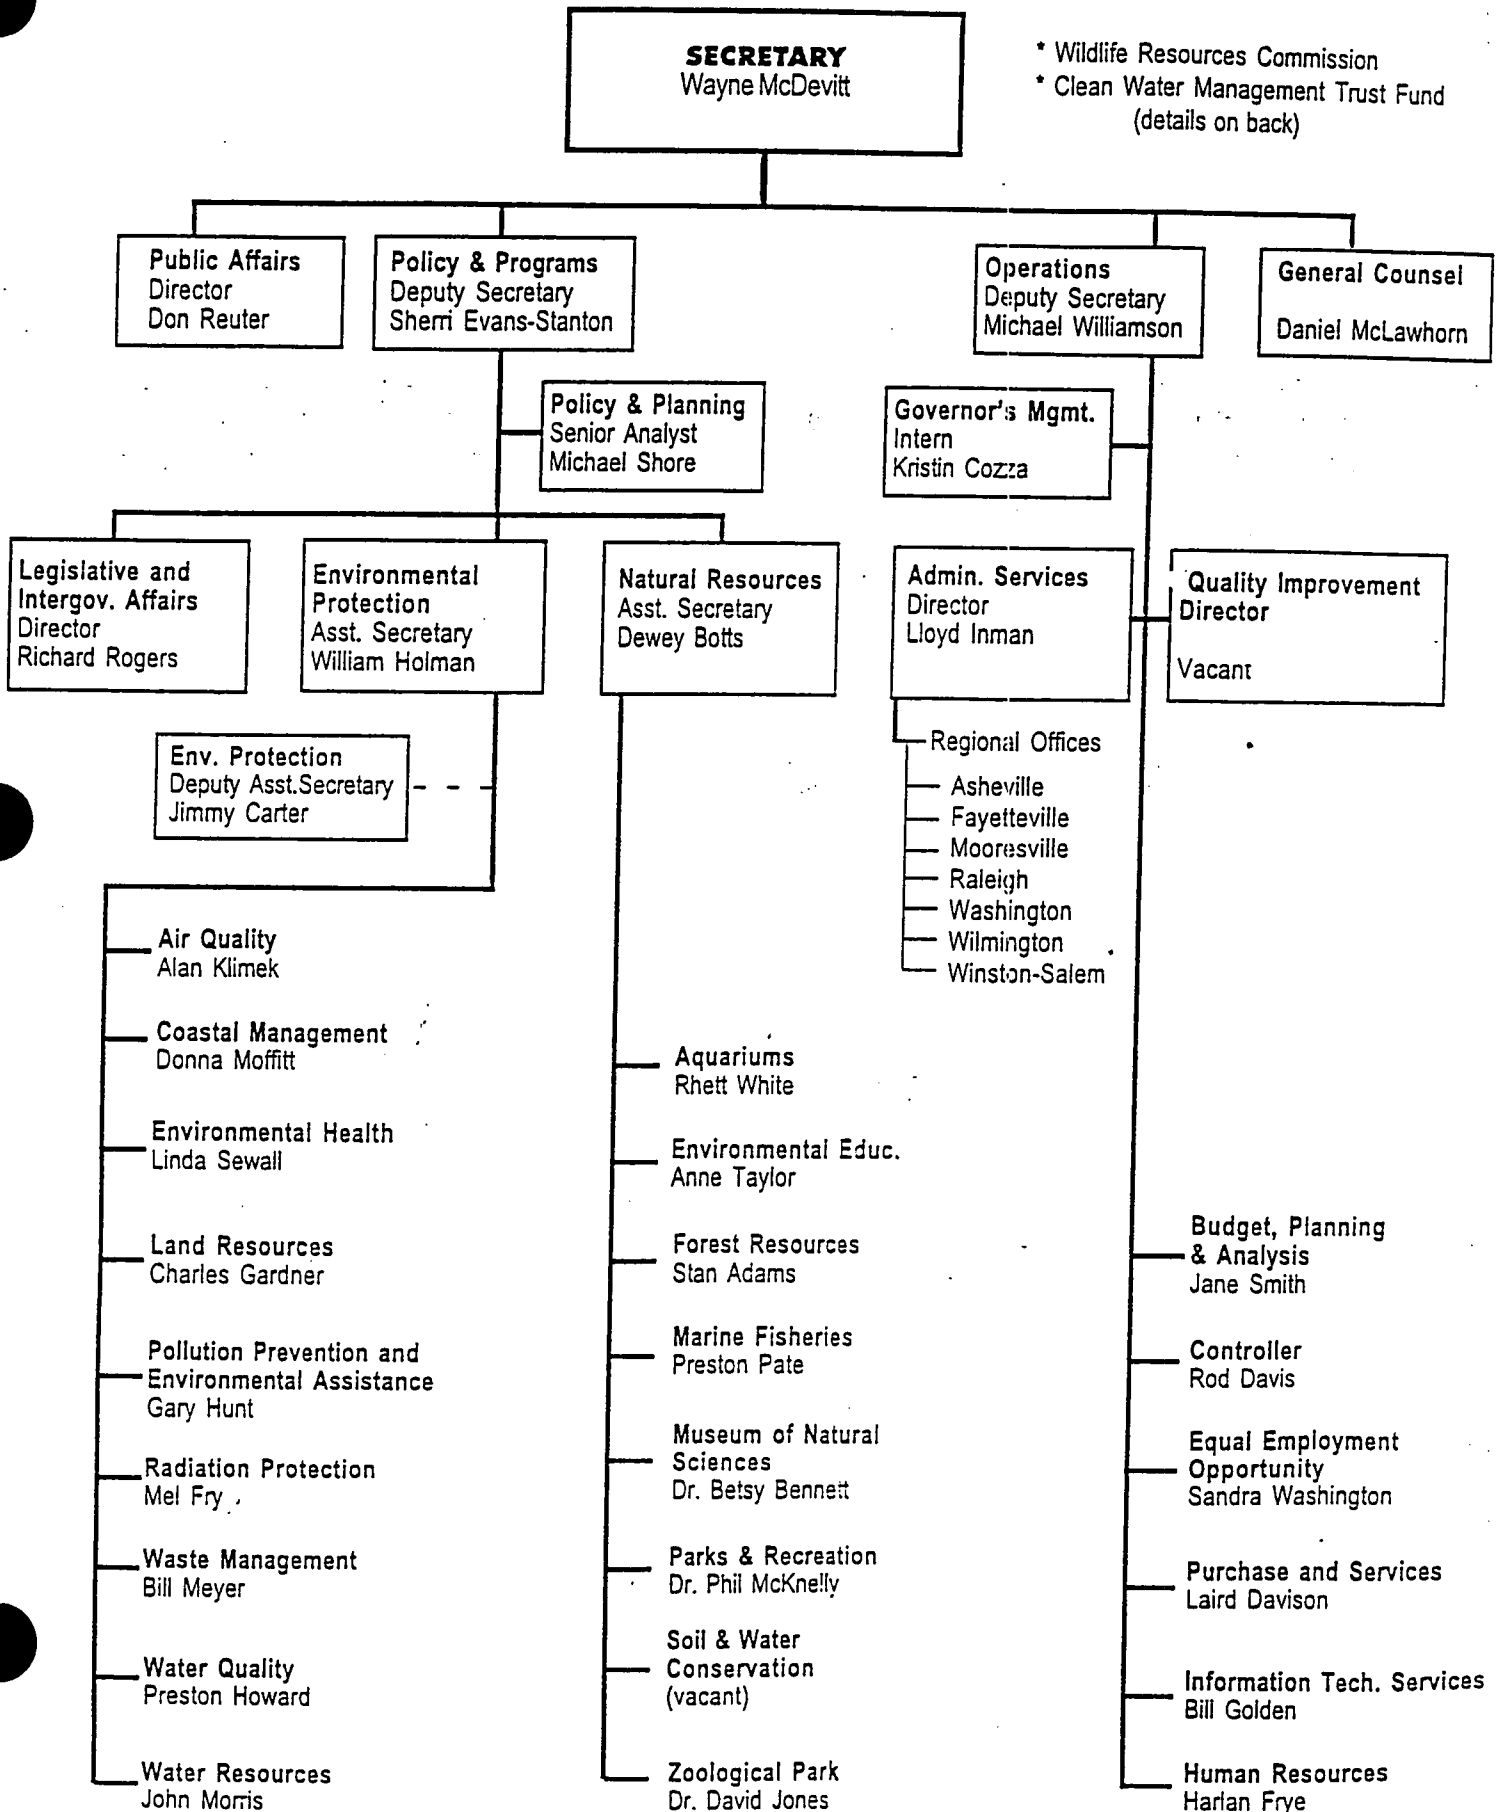 SECRETARY
Wayne McDevitt
* Wildlife Resources Commission
* Clean Water Management Trust Fund
(details on back)
Public Affairs
Director
Don Reuter
Policy & Programs
Deputy Secretary
Sherri Evans-Stanton
Operations
Deputy Secretary
Michael Williamson
General Counsel
Daniel McLawhorn
Policy & Planning
Senior Analyst
Michael Shore
Governor's Mgmt.
Intern
Kristin Cozza
Legislative and
Intergov. Affairs
Director
Richard Rogers
Environmental
Protection
Asst. Secretary
William Holman
Natural Resources
Asst. Secretary
Dewey Botts
Admin. Services
Director
Lloyd Inman
Quality Improvement
Director
Vacant
Env. Protection
Deputy Asst.Secretary
Jimmy Carter
Regional Offices
Asheville
Fayetteville
Mooresville
Raleigh
Washington
Wilmington
Winston-Salem
Air Quality
Alan Klimek
Coastal Management
Donna Moffitt
Environmental Health
Linda Sewall
Land Resources
Charles Gardner
Pollution Prevention and
Environmental Assistance
Gary Hunt
Radiation Protection
Mel Fry
Waste Management
Bill Meyer
Water Quality
Preston Howard
Water Resources
John Morris
Aquariums
Rhett White
Environmental Educ.
Anne Taylor
Forest Resources
Stan Adams
Marine Fisheries
Preston Pate
Museum of Natural
Sciences
Dr. Betsy Bennett
Parks & Recreation
Dr. Phil McKnelly
Soil & Water
Conservation
(vacant)
Zoological Park
Dr. David Jones
Budget, Planning
& Analysis
Jane Smith
Controller
Rod Davis
Equal Employment
Opportunity
Sandra Washington
Purchase and Services
Laird Davison
Information Tech. Services
Bill Golden
Human Resources
Harlan Frye